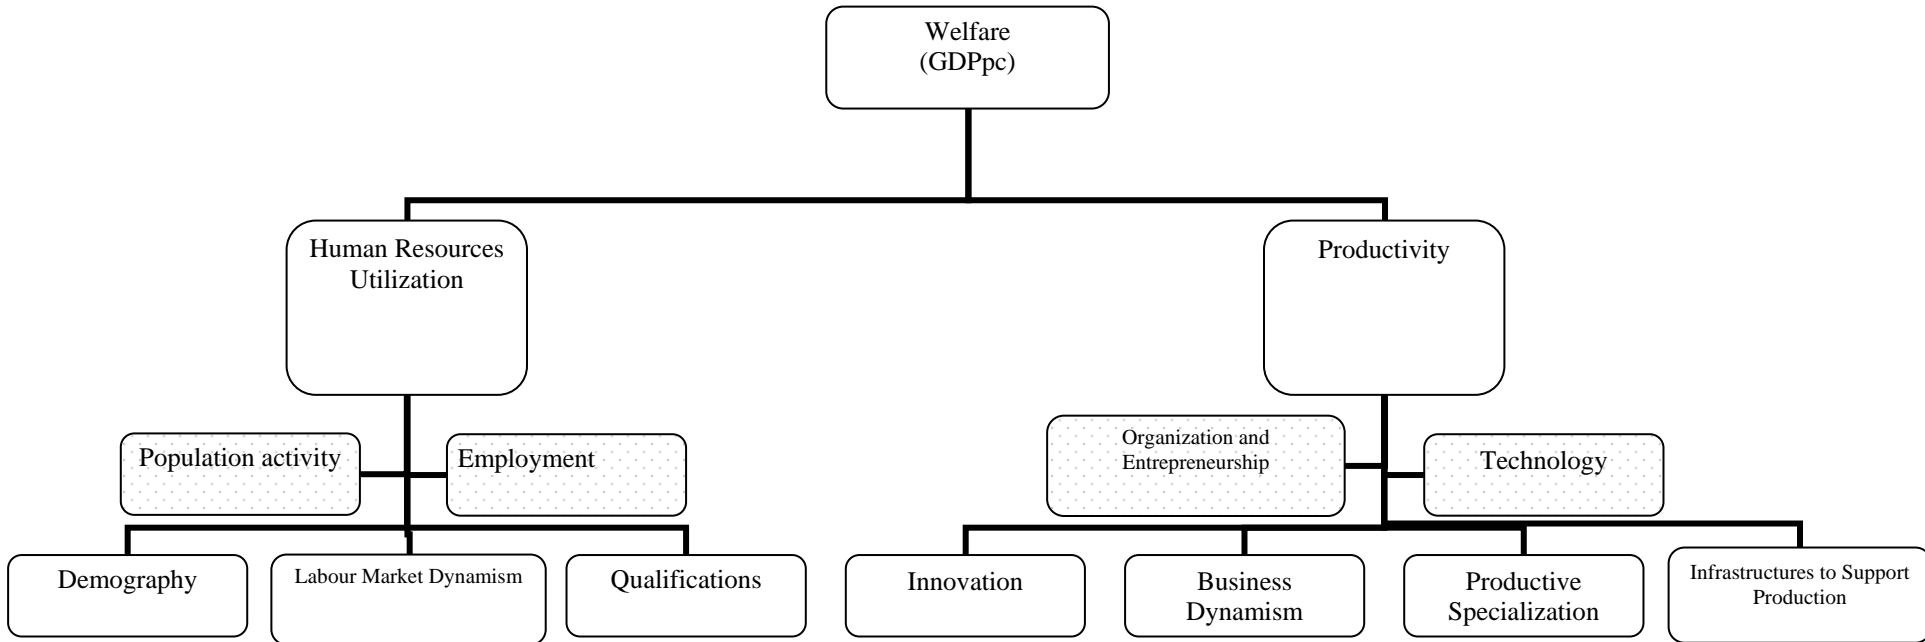 Welfare
(GDPpc)
Human Resources
Utilization
Productivity
Population activity
Employment
Organization and
Entrepreneurship
Technology
Demography
Labour Market Dynamism
Qualifications
Innovation
Business
Dynamism
Productive
Specialization
Infrastructures to Support
Production